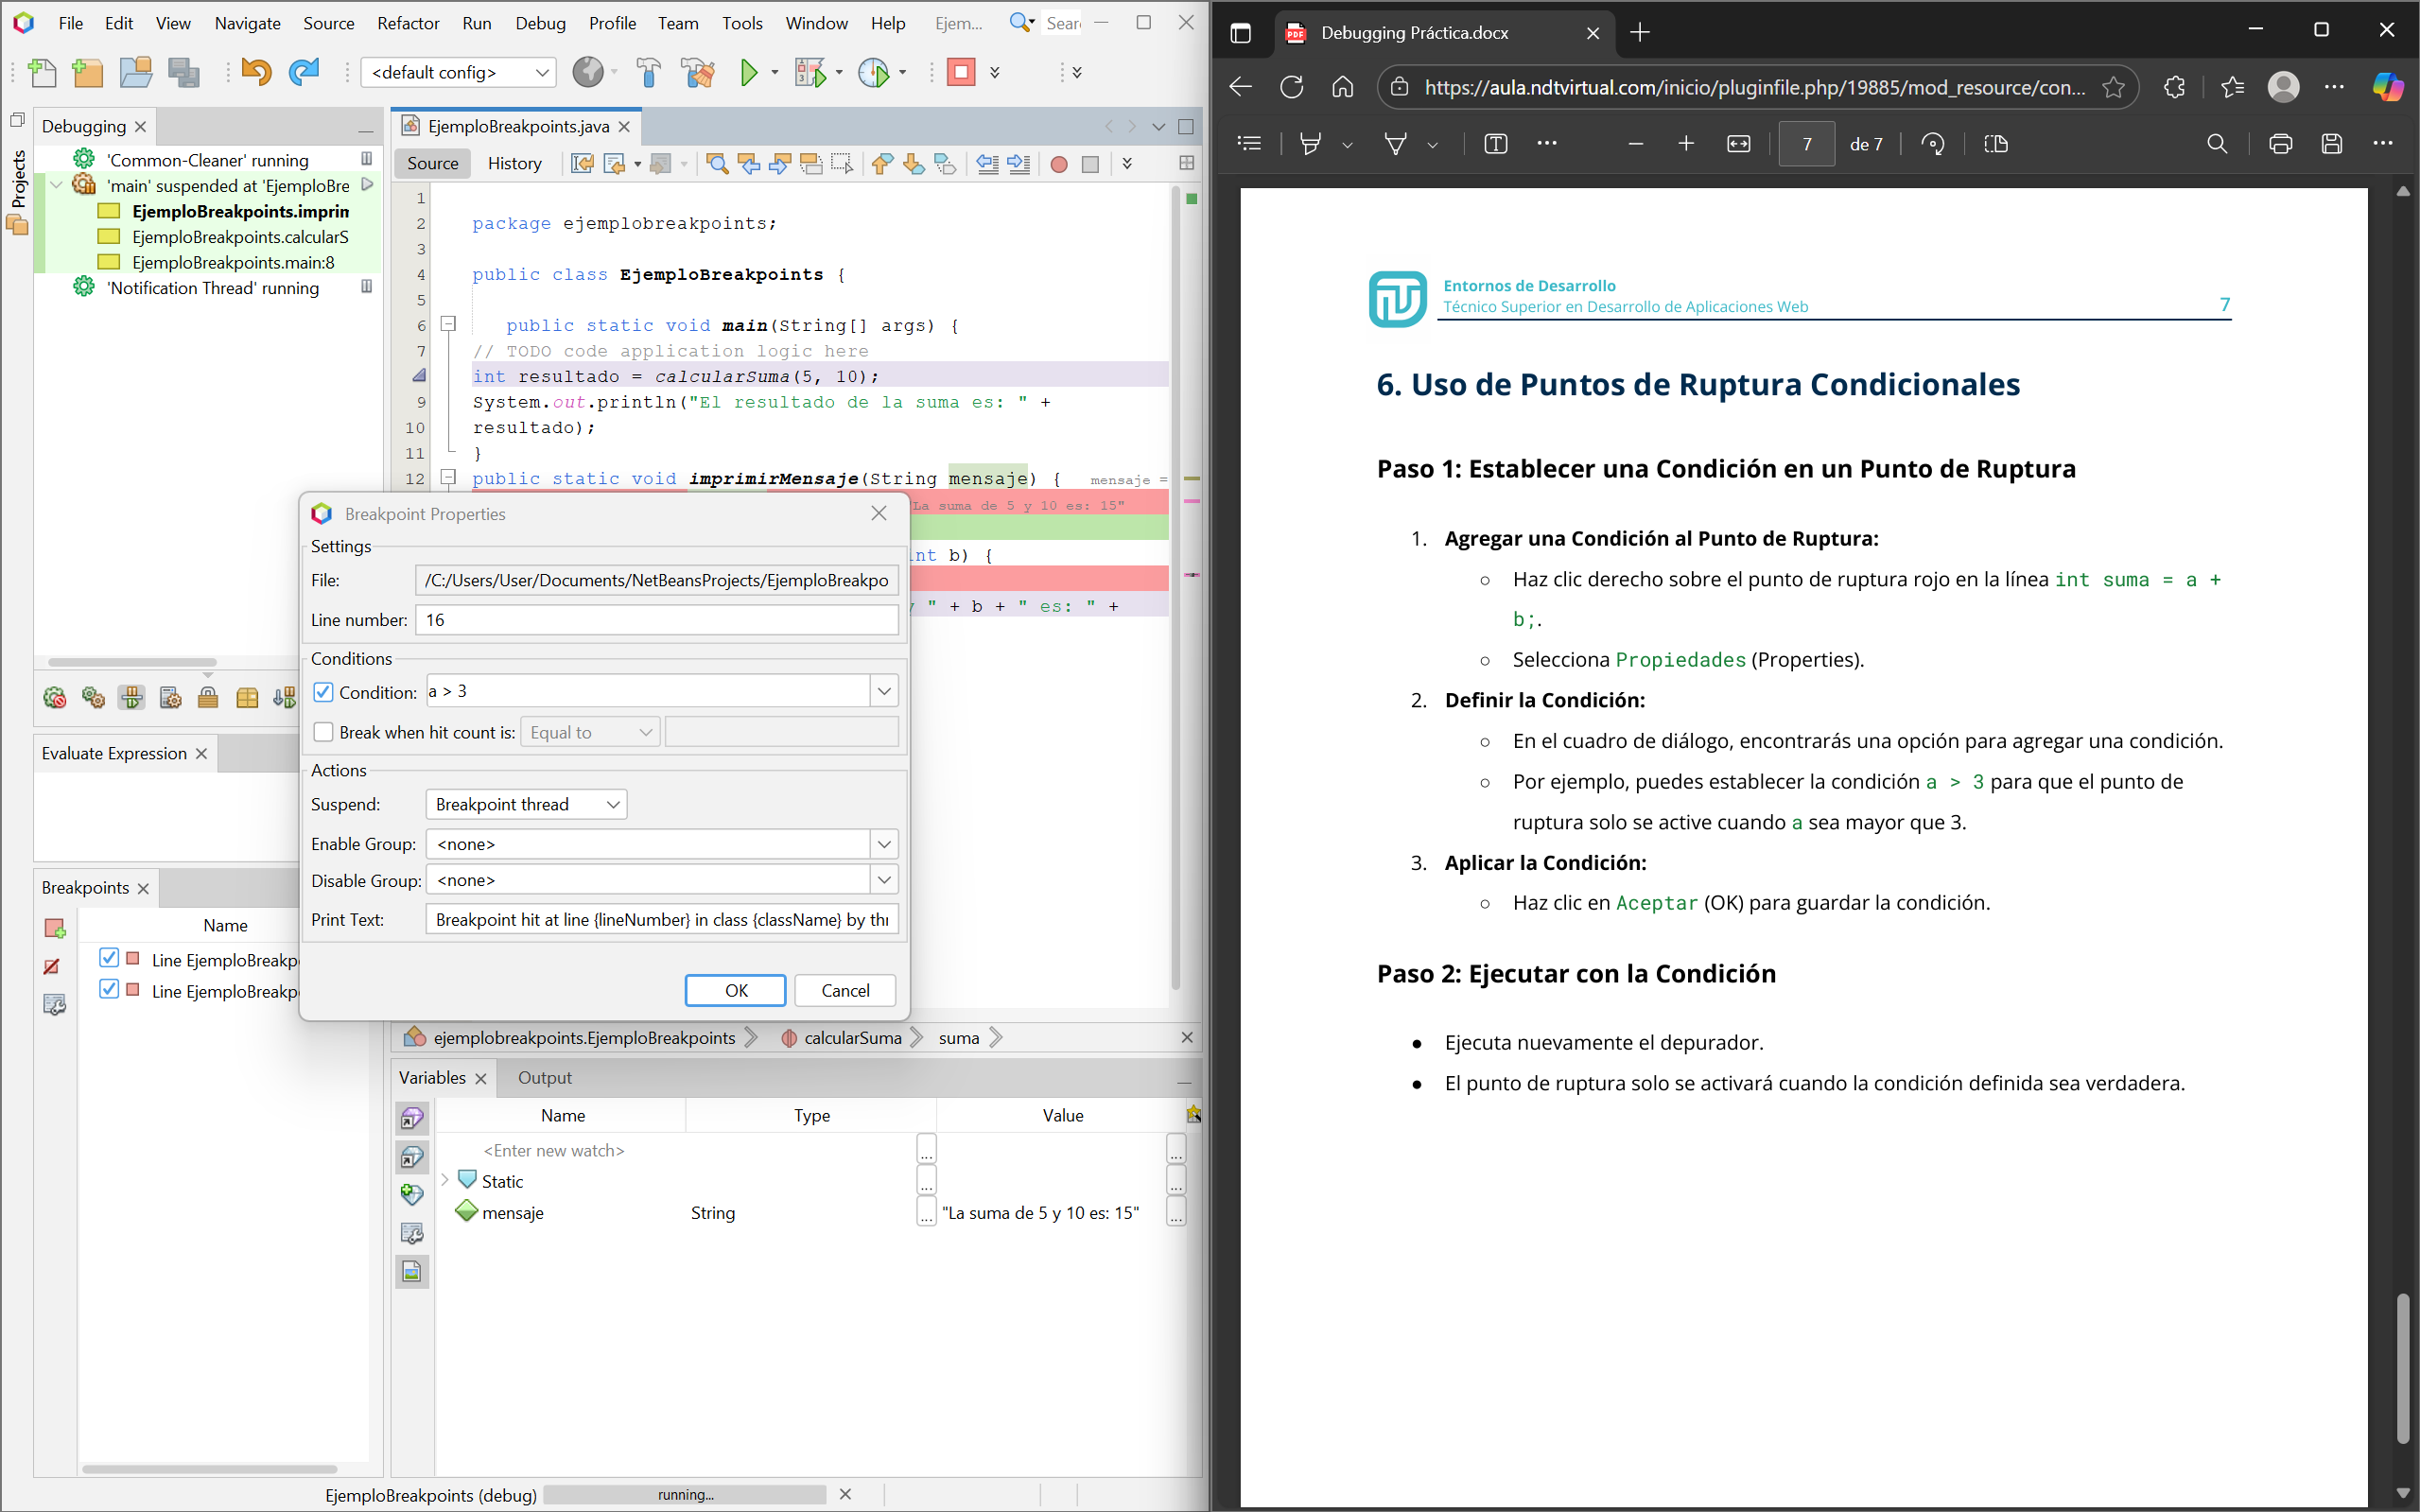 File Edit View Navigate Source Refactor Run Debug Profile Team Tools Window Help Ejem... Sear
<default config>
Projects
Debugging
'Common-Cleaner' running
'main' suspended at 'EjemploBre
EjemploBreakpoints.imprin
EjemploBreakpoints.calcularS
EjemploBreakpoints.main:8
'Notification Thread' running
EjemploBreakpoints.java
Source History
1
2 package ejemplobreakpoints;
3
4 public class EjemploBreakpoints {
5
6 public static void main(String[] args) {
7 // TODO code application logic here
int resultado = calcularSuma(5, 10);
9 System.out.println("El resultado de la suma es: " +
10 resultado);
11 }
12 public static void imprimirMensaje(String mensaje) { mensaje =
"La suma de 5 y 10 es: 15"
int b) {
y " + b + " es: " +
Breakpoint Properties
Settings
File: /C:/Users/User/Documents/NetBeansProjects/EjemploBreakpo
Line number: 16
Conditions
Condition: a > 3
Break when hit count is: Equal to
Actions
Suspend: Breakpoint thread
Enable Group: <none>
Disable Group: <none>
Print Text: Breakpoint hit at line {lineNumber} in class {className} by thr
OK Cancel
Evaluate Expression
Breakpoints
Name
Line EjemploBreakp
Line EjemploBreakp
ejemplobreakpoints.EjemploBreakpoints calcularSuma suma
Variables Output
Name Type Value
<Enter new watch> ... ...
Static ... ...
mensaje String ... "La suma de 5 y 10 es: 15" ...
EjemploBreakpoints (debug) running...
PDF Debugging Práctica.docx
https://aula.ndtvirtual.com/inicio/pluginfile.php/19885/mod_resource/con...
7 de 7
Entornos de Desarrollo
Técnico Superior en Desarrollo de Aplicaciones Web 7
6. Uso de Puntos de Ruptura Condicionales
Paso 1: Establecer una Condición en un Punto de Ruptura
1. Agregar una Condición al Punto de Ruptura:
○ Haz clic derecho sobre el punto de ruptura rojo en la línea int suma = a +
b;.
○ Selecciona Propiedades (Properties).
2. Definir la Condición:
○ En el cuadro de diálogo, encontrarás una opción para agregar una condición.
○ Por ejemplo, puedes establecer la condición a > 3 para que el punto de
ruptura solo se active cuando a sea mayor que 3.
3. Aplicar la Condición:
○ Haz clic en Aceptar (OK) para guardar la condición.
Paso 2: Ejecutar con la Condición
● Ejecuta nuevamente el depurador.
● El punto de ruptura solo se activará cuando la condición definida sea verdadera.